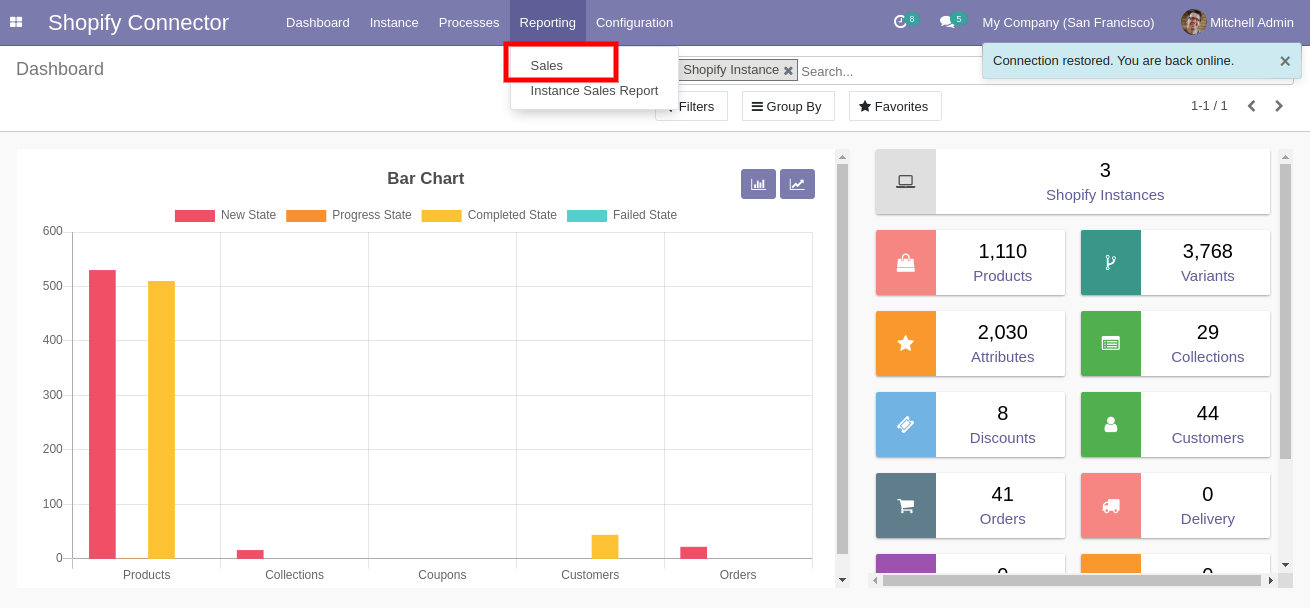 Shopify Connector
Dashboard Instance Processes Reporting Configuration
8 5 My Company (San Francisco) Mitchell Admin
Dashboard
Sales
Instance Sales Report
Shopify Instance Search...
Connection restored. You are back online.
Filters Group By Favorites
1-1 / 1
Bar Chart
New State Progress State Completed State Failed State
600
500
400
300
200
100
0
Products Collections Coupons Customers Orders
3
Shopify Instances
1,110
Products
3,768
Variants
2,030
Attributes
29
Collections
8
Discounts
44
Customers
41
Orders
0
Delivery